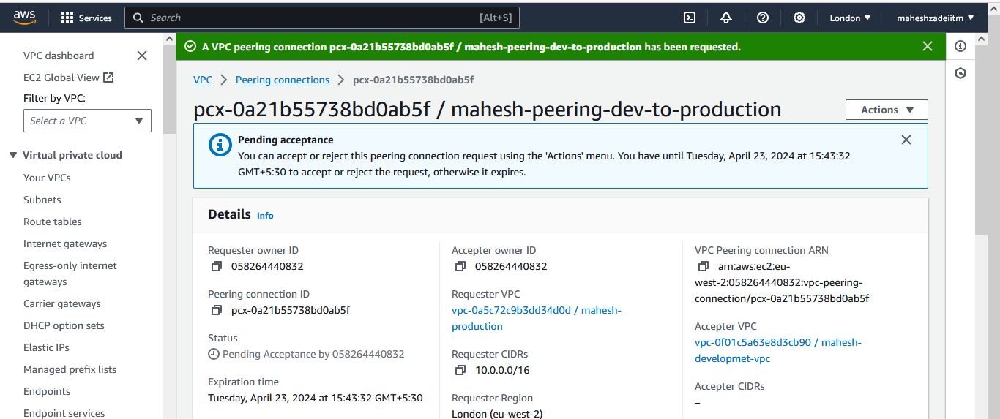 aws
Services
Search
[Alt+S]
London
maheshzadeiitm
VPC dashboard
EC2 Global View
Filter by VPC:
Select a VPC
Virtual private cloud
Your VPCs
Subnets
Route tables
Internet gateways
Egress-only internet
gateways
Carrier gateways
DHCP option sets
Elastic IPs
Managed prefix lists
Endpoints
Endpoint services
A VPC peering connection pcx-0a21b55738bd0ab5f / mahesh-peering-dev-to-production has been requested.
VPC > Peering connections > pcx-0a21b55738bd0ab5f
pcx-0a21b55738bd0ab5f / mahesh-peering-dev-to-production
Actions
Pending acceptance
You can accept or reject this peering connection request using the 'Actions' menu. You have until Tuesday, April 23, 2024 at 15:43:32
GMT+5:30 to accept or reject the request, otherwise it expires.
Details Info
Requester owner ID
058264440832
Peering connection ID
pcx-0a21b55738bd0ab5f
Status
Pending Acceptance by 058264440832
Expiration time
Tuesday, April 23, 2024 at 15:43:32 GMT+5:30
Accepter owner ID
058264440832
Requester VPC
vpc-0a5c72c9b3dd34d0d / mahesh-
production
Requester CIDRs
10.0.0.0/16
Requester Region
London (eu-west-2)
VPC Peering connection ARN
arn:aws:ec2:eu-
west-2:058264440832:vpc-peering-
connection/pcx-0a21b55738bd0ab5f
Accepter VPC
vpc-0f01c5a63e8d3cb90 / mahesh-
developmet-vpc
Accepter CIDRs
–